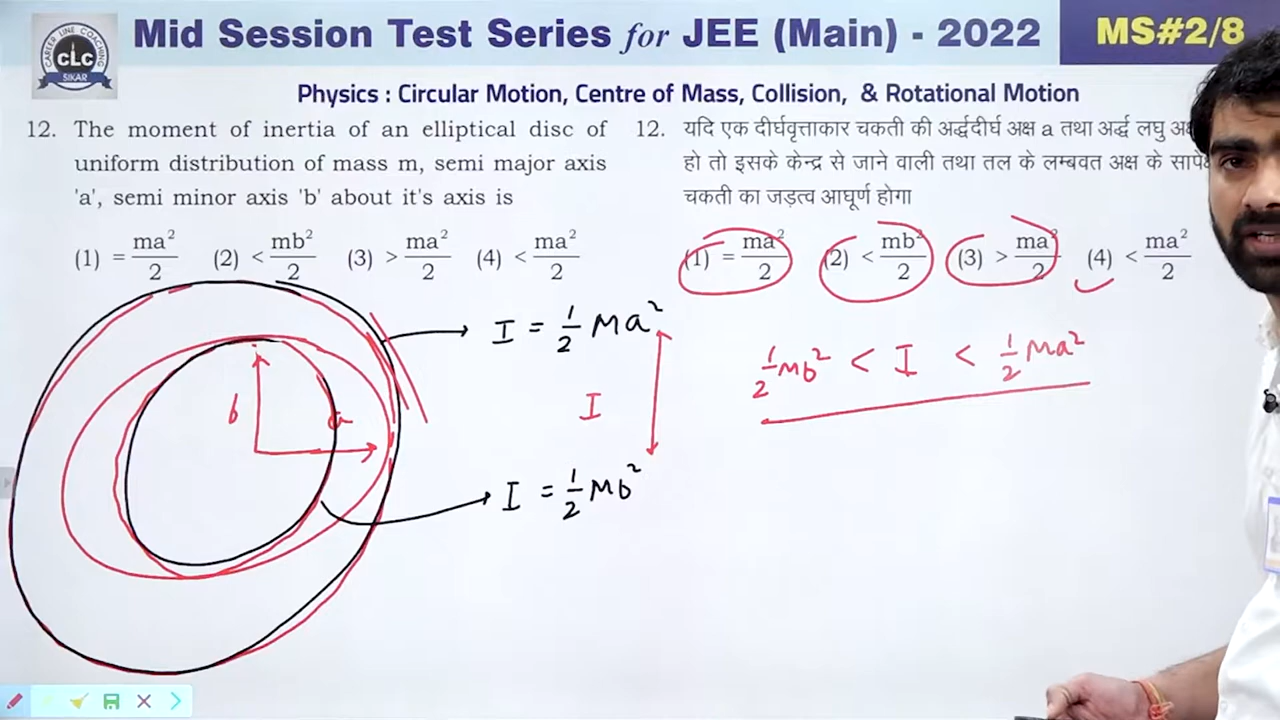 CAREER LINE COACHING
CLC
SIKAR
Mid Session Test Series for JEE (Main) - 2022
MS#2/8
Physics : Circular Motion, Centre of Mass, Collision, & Rotational Motion
12. The moment of inertia of an elliptical disc of
uniform distribution of mass m, semi major axis
'a', semi minor axis 'b' about it's axis is
(1) = ma²/2 (2) < mb²/2 (3) > ma²/2 (4) < ma²/2
12. यदि एक दीर्घवृत्ताकार चकती की अर्द्धदीर्घ अक्ष a तथा अर्द्ध लघु
हो तो इसके केन्द्र से जाने वाली तथा तल के लम्बवत अक्ष के
चकती का जड़त्व आघूर्ण होगा
(1) = ma²/2 (2) < mb²/2 (3) > ma²/2 (4) < ma²/2
I = 1/2 Ma²
1/2 Mb² < I < 1/2 Ma²
b
a
I
I = 1/2 Mb²